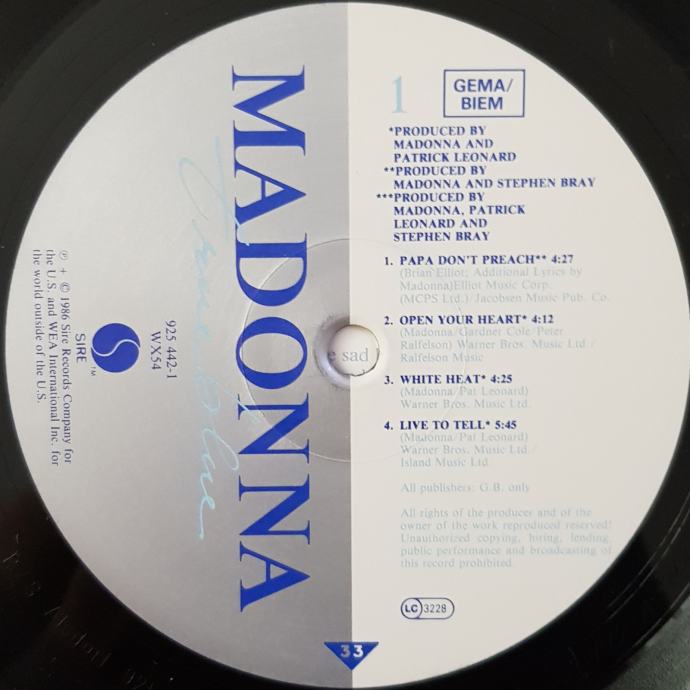 MADONNA
True Blue
1
GEMA/
BIEM
*PRODUCED BY
MADONNA AND
PATRICK LEONARD
**PRODUCED BY
MADONNA AND STEPHEN BRAY
***PRODUCED BY
MADONNA, PATRICK
LEONARD AND
STEPHEN BRAY
1. PAPA DON'T PREACH** 4:27
(Brian Elliot; Additional Lyrics by
Madonna)Elliot Music Corp.
(MCPS Ltd.)/Jacobsen Music Pub. Co.
2. OPEN YOUR HEART* 4:12
(Madonna/Gardner Cole/Peter
Ralfelson) Warner Bros. Music Ltd./
Ralfelson Music
3. WHITE HEAT* 4:25
(Madonna/Pat Leonard)
Warner Bros. Music Ltd.
4. LIVE TO TELL* 5:45
(Madonna/Pat Leonard)
Warner Bros. Music Ltd./
Island Music Ltd.
All publishers: G.B. only
All rights of the producer and of the
owner of the work reproduced reserved!
Unauthorized copying, hiring, lending,
public performance and broadcasting of
this record prohibited.
LC 3228
33
e sad
925 442-1
WX54
SIRE™
℗ + © 1986 Sire Records Company for
the U.S. and WEA International Inc. for
the world outside of the U.S.